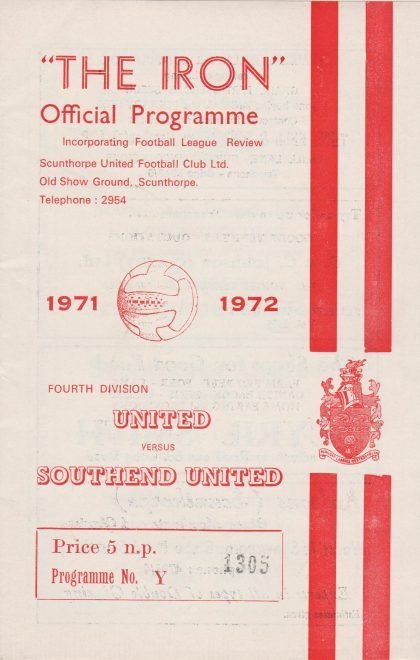 "THE IRON"
Official Programme
Incorporating Football League Review
Scunthorpe United Football Club Ltd.
Old Show Ground, Scunthorpe.
Telephone : 2954
1971 1972
FOURTH DIVISION
UNITED
VERSUS
SOUTHEND UNITED
Price 5 n.p.
Programme No. Y 1305